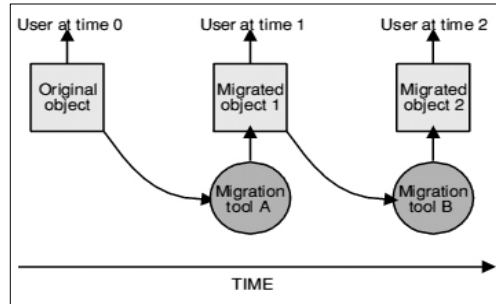 User at time 0
User at time 1
User at time 2
Original
object
Migrated
object 1
Migrated
object 2
Migration
tool A
Migration
tool B
TIME